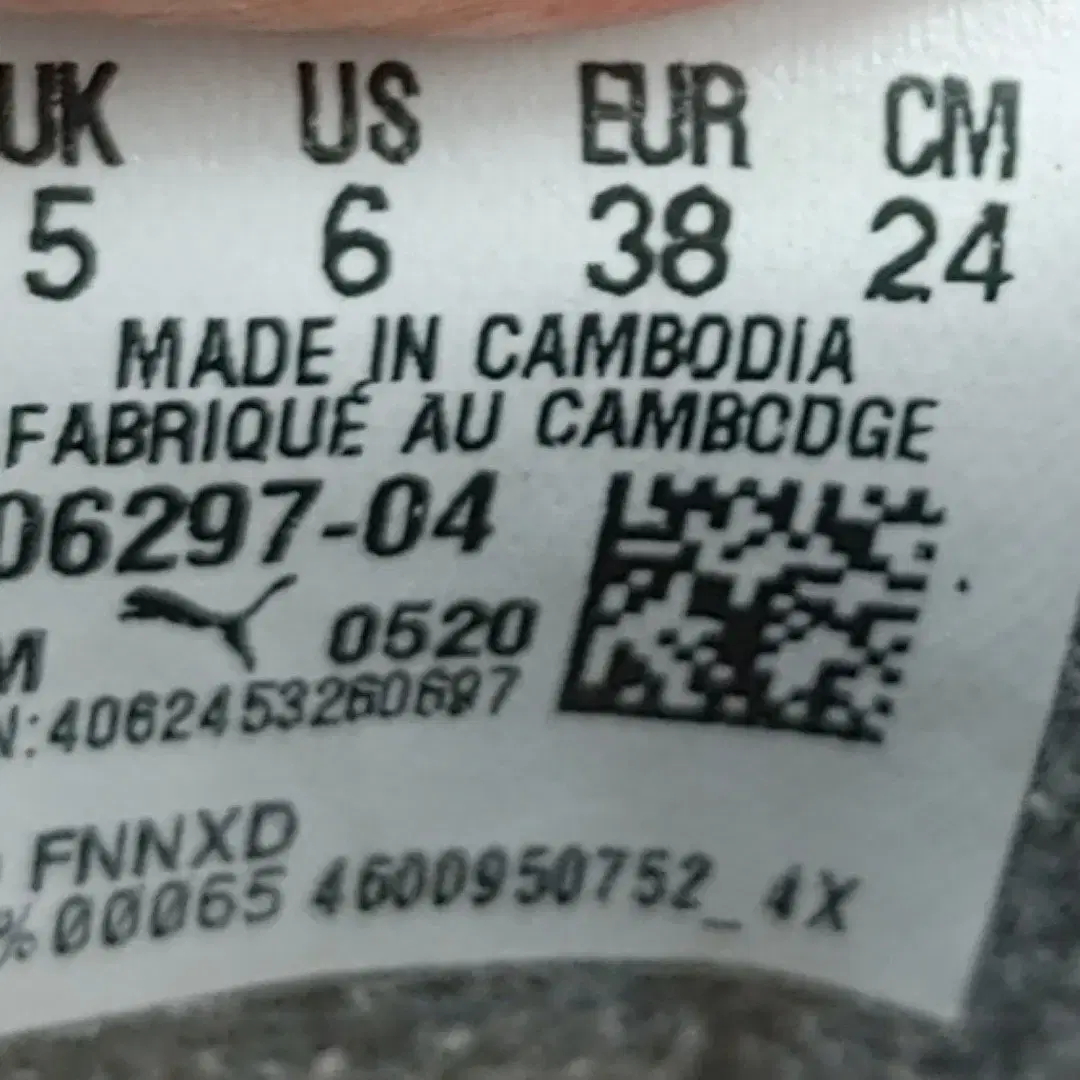 UK US EUR CM
5 6 38 24
MADE IN CAMBODIA
FABRIQUÉ AU CAMBODGE
06297-04
M 0520
N:4062453260697
FNNXD
%00065 4600950752_4X